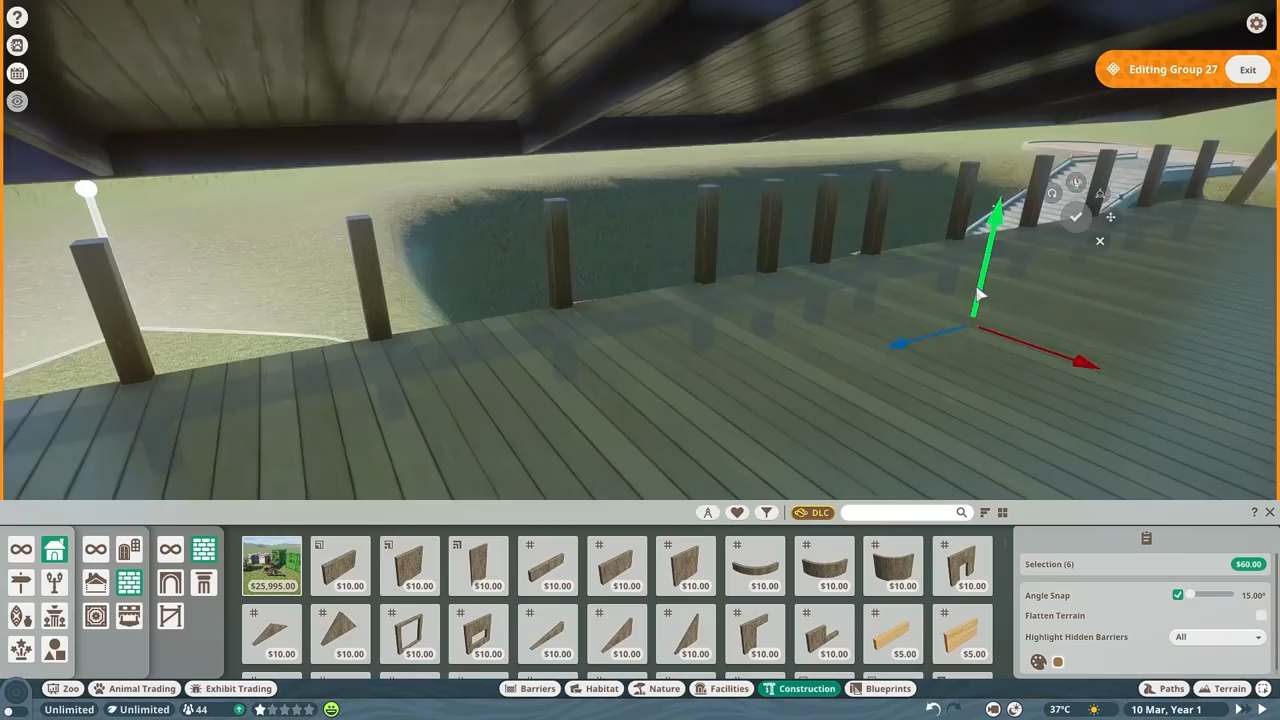 ?
Editing Group 27 Exit
DLC
? ×
$25,995.00 $10.00 $10.00 $10.00 $10.00 $10.00 $10.00 $10.00 $10.00 $10.00 $10.00
$10.00 $10.00 $10.00 $10.00 $10.00 $10.00 $10.00 $10.00 $10.00 $5.00 $5.00
Selection (6) $60.00
Angle Snap 15.00°
Flatten Terrain
Highlight Hidden Barriers All
Zoo Animal Trading Exhibit Trading Barriers Habitat Nature Facilities Construction Blueprints Paths Terrain
Unlimited Unlimited 44 37°C 10 Mar, Year 1